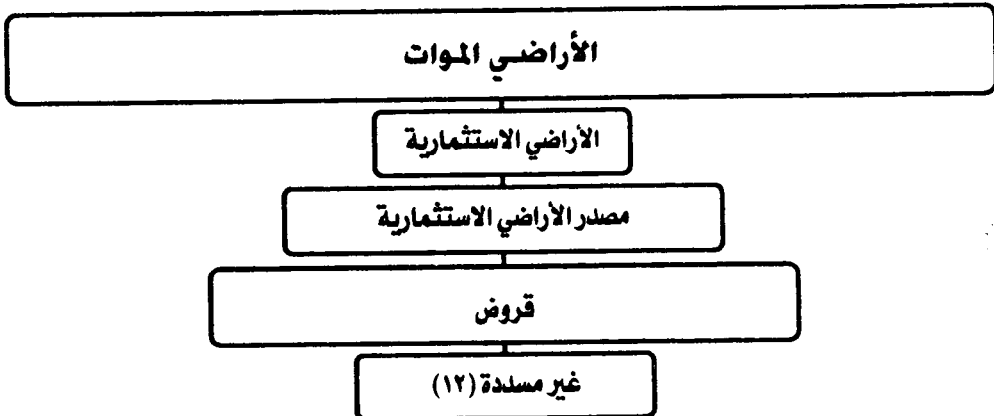 الأراضي الموات
الأراضي الاستثمارية
مصدر الأراضي الاستثمارية
قروض
غير مسددة (١٢)